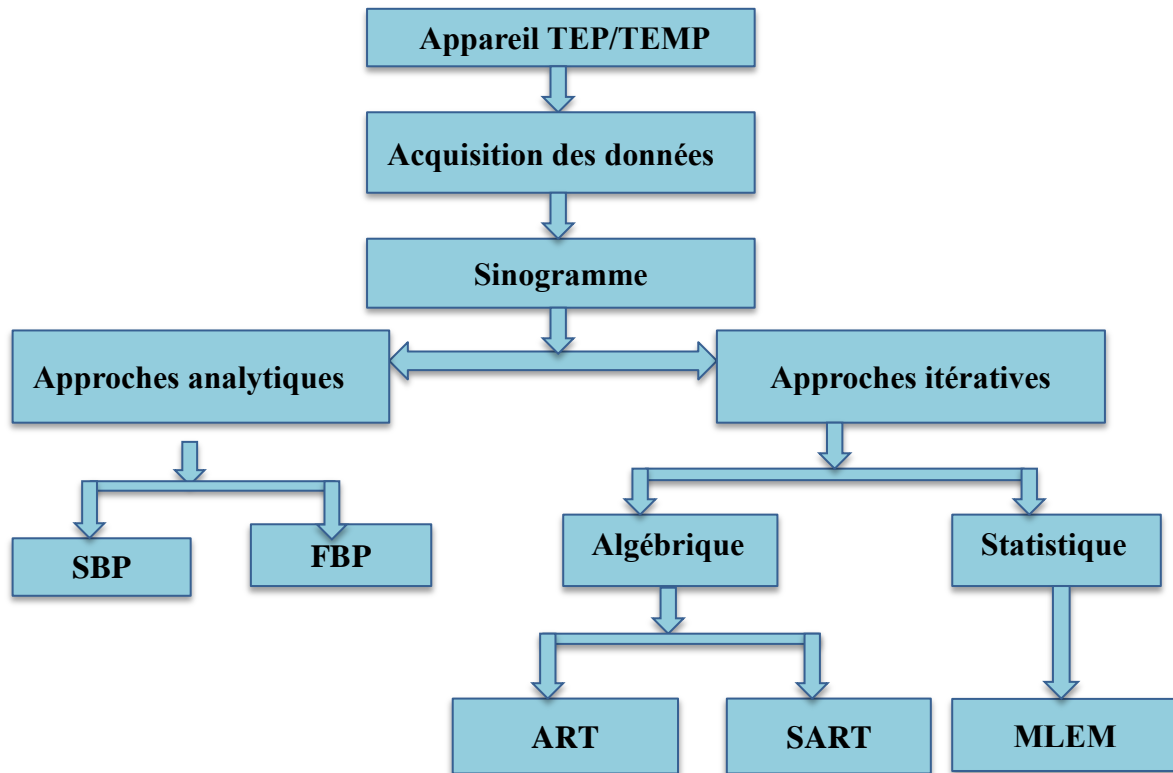 Appareil TEP/TEMP
Acquisition des données
Sinogramme
Approches analytiques
Approches itératives
SBP
FBP
Algébrique
Statistique
ART
SART
MLEM